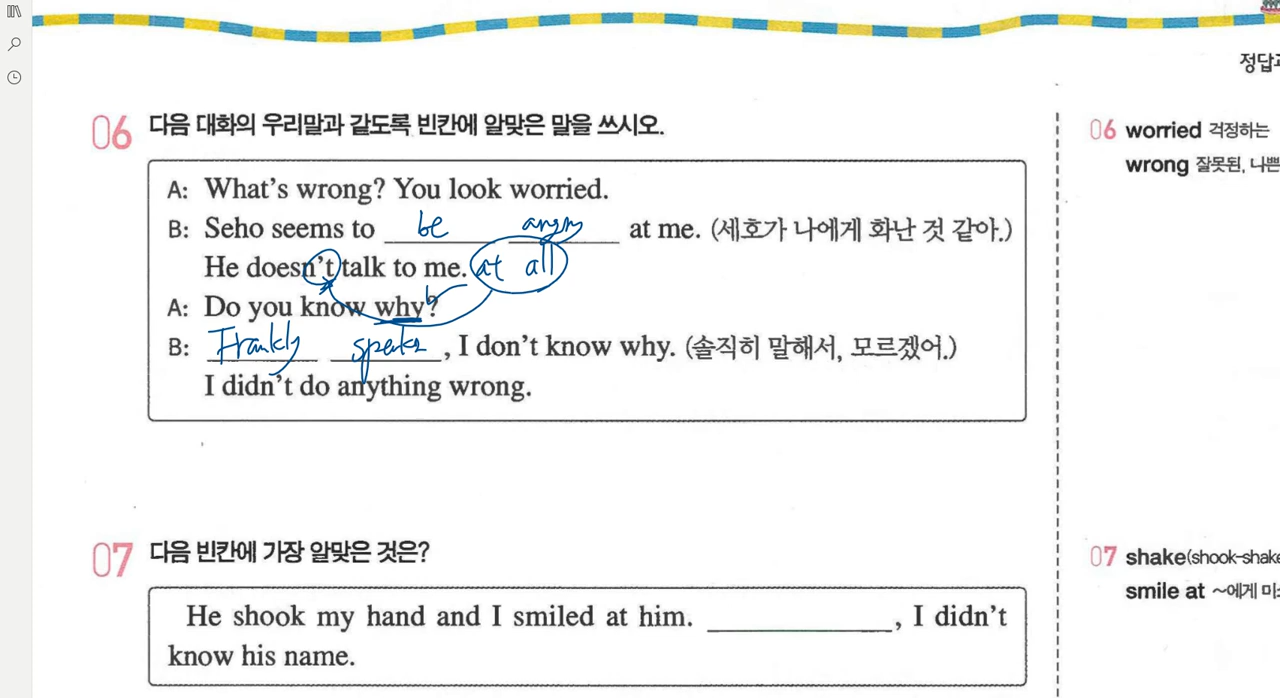 정답
06 다음 대화의 우리말과 같도록 빈칸에 알맞은 말을 쓰시오.
A: What's wrong? You look worried.
B: Seho seems to be angry at me. (세호가 나에게 화난 것 같아.)
He doesn't talk to me. at all
A: Do you know why?
B: Frankly, I don't know why. (솔직히 말해서, 모르겠어.)
I didn't do anything wrong.
06 worried 걱정하는
wrong 잘못된, 나쁜
07 다음 빈칸에 가장 알맞은 것은?
He shook my hand and I smiled at him. ____, I didn't
know his name.
07 shake(shook-shake
smile at ~에게 미소